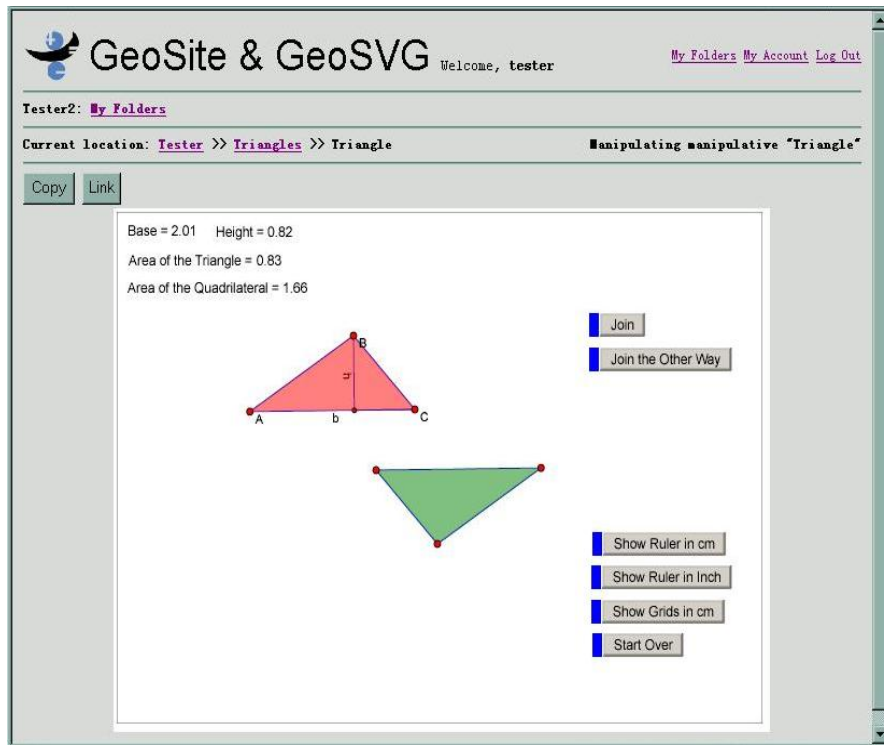 GeoSite & GeoSVG Welcome, tester My Folders My Account Log Out
Tester2: My Folders
Current location: Tester >> Triangles >> Triangle Manipulating manipulative "Triangle"
Copy Link
Base = 2.01 Height = 0.82
Area of the Triangle = 0.83
Area of the Quadrilateral = 1.66
Join
Join the Other Way
B
h
A b C
Show Ruler in cm
Show Ruler in Inch
Show Grids in cm
Start Over